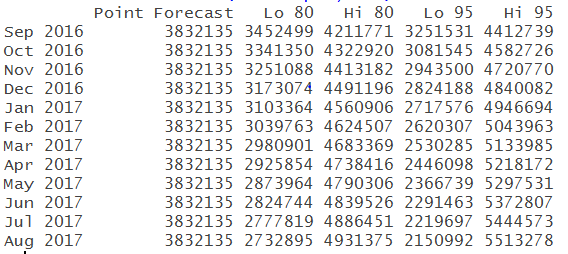 Point Forecast Lo 80 Hi 80 Lo 95 Hi 95
Sep 2016 3832135 3452499 4211771 3251531 4412739
Oct 2016 3832135 3341350 4322920 3081545 4582726
Nov 2016 3832135 3251088 4413182 2943500 4720770
Dec 2016 3832135 3173074 4491196 2824188 4840082
Jan 2017 3832135 3103364 4560906 2717576 4946694
Feb 2017 3832135 3039763 4624507 2620307 5043963
Mar 2017 3832135 2980901 4683369 2530285 5133985
Apr 2017 3832135 2925854 4738416 2446098 5218172
May 2017 3832135 2873964 4790306 2366739 5297531
Jun 2017 3832135 2824744 4839526 2291463 5372807
Jul 2017 3832135 2777819 4886451 2219697 5444573
Aug 2017 3832135 2732895 4931375 2150992 5513278